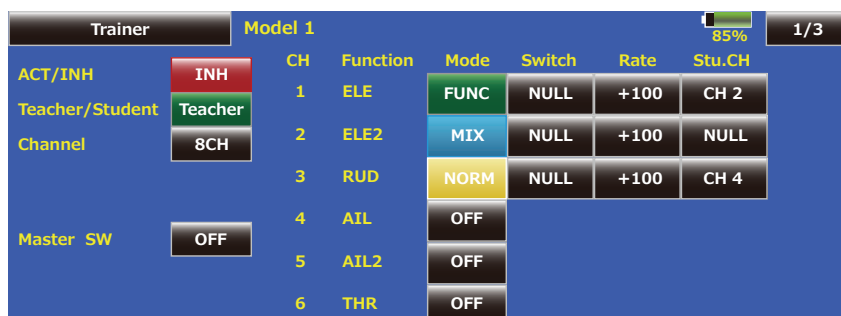 Trainer Model 1 85% 1/3
CH Function Mode Switch Rate Stu.CH
ACT/INH INH
1 ELE FUNC NULL +100 CH 2
Teacher/Student Teacher
2 ELE2 MIX NULL +100 NULL
Channel 8CH
3 RUD NORM NULL +100 CH 4
4 AIL OFF
Master SW OFF
5 AIL2 OFF
6 THR OFF